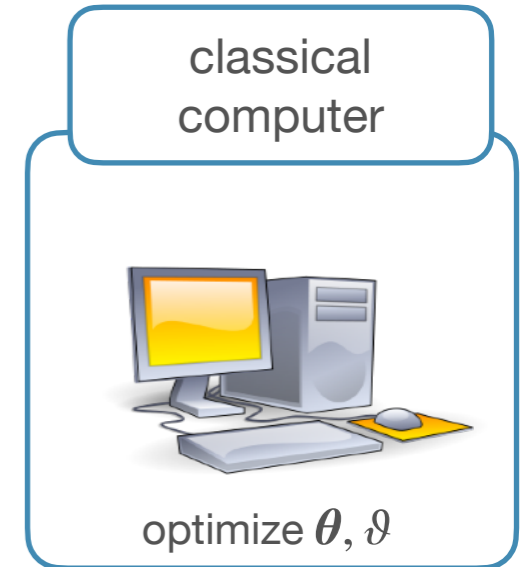 classical
computer
optimize 𝜽, ϑ